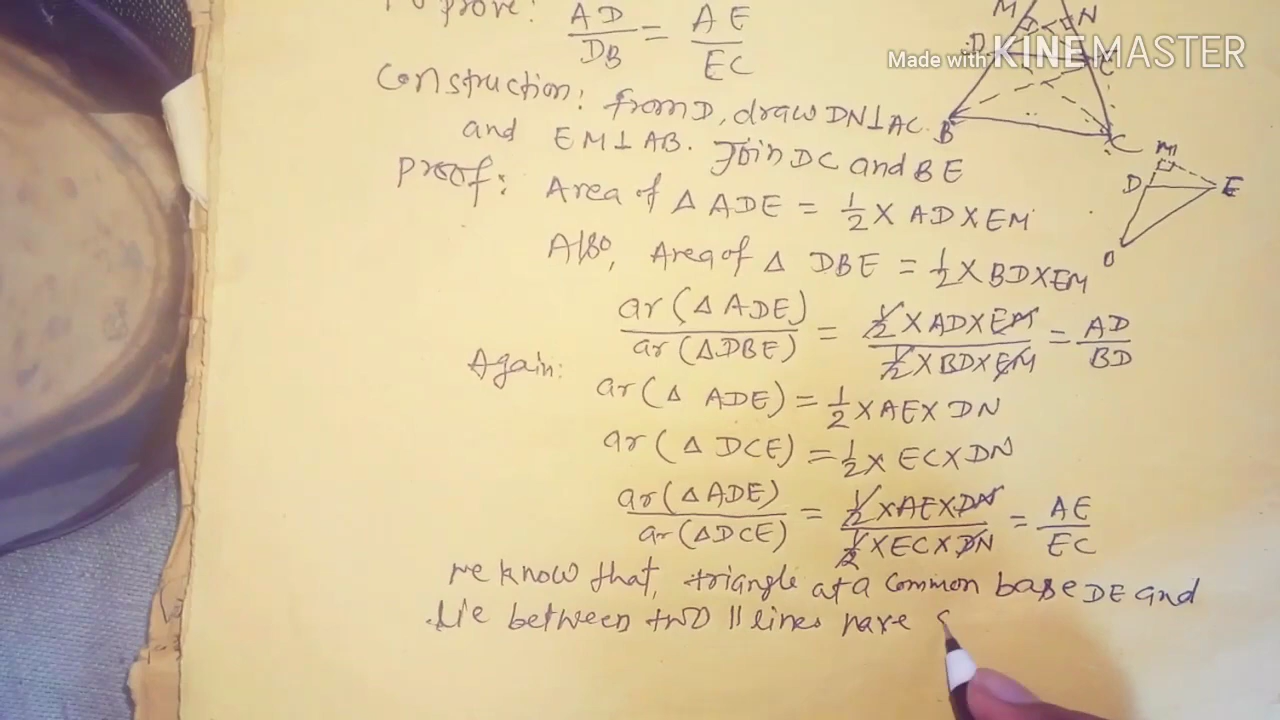 To prove: AD/DB = AE/EC
Made with KINEMASTER
M N
D
B C
Construction: from D, draw DN⊥AC
and EM⊥AB. Join DC and BE
M
D E
Proof: Area of △ ADE = 1/2 × AD × EM
Also, Area of △ DBE = 1/2 × BD × EM
ar(△ADE)/ar(△DBE) = 1/2 × AD × EM / 1/2 × BD × EM = AD/BD
Again: ar(△ ADE) = 1/2 × AE × DN
ar(△ DCE) = 1/2 × EC × DN
ar(△ADE)/ar(△DCE) = 1/2 × AE × DN / 1/2 × EC × DN = AE/EC
we know that, triangle at a common base DE and
lie between two || lines have